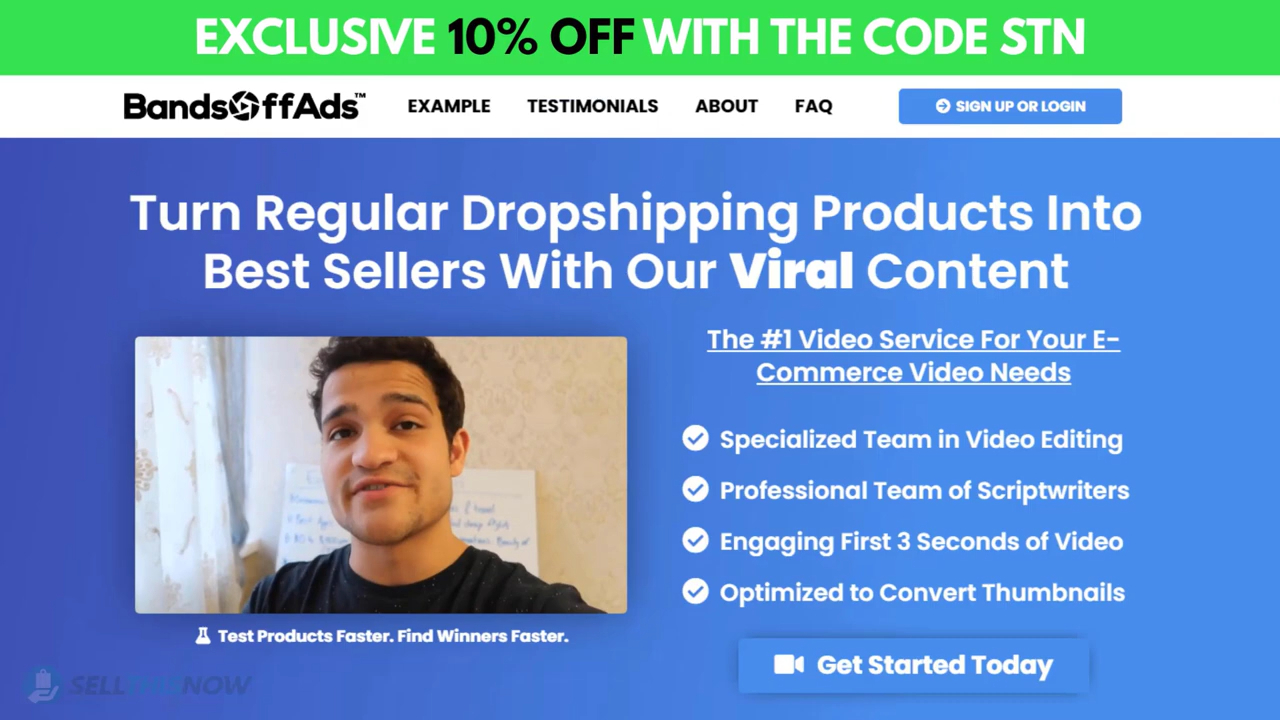 EXCLUSIVE 10% OFF WITH THE CODE STN
BandsOffAds™
EXAMPLE
TESTIMONIALS
ABOUT
FAQ
SIGN UP OR LOGIN
Turn Regular Dropshipping Products Into
Best Sellers With Our Viral Content
The #1 Video Service For Your E-
Commerce Video Needs
Specialized Team in Video Editing
Professional Team of Scriptwriters
Engaging First 3 Seconds of Video
Optimized to Convert Thumbnails
Test Products Faster. Find Winners Faster.
Get Started Today
SELLTHISNOW